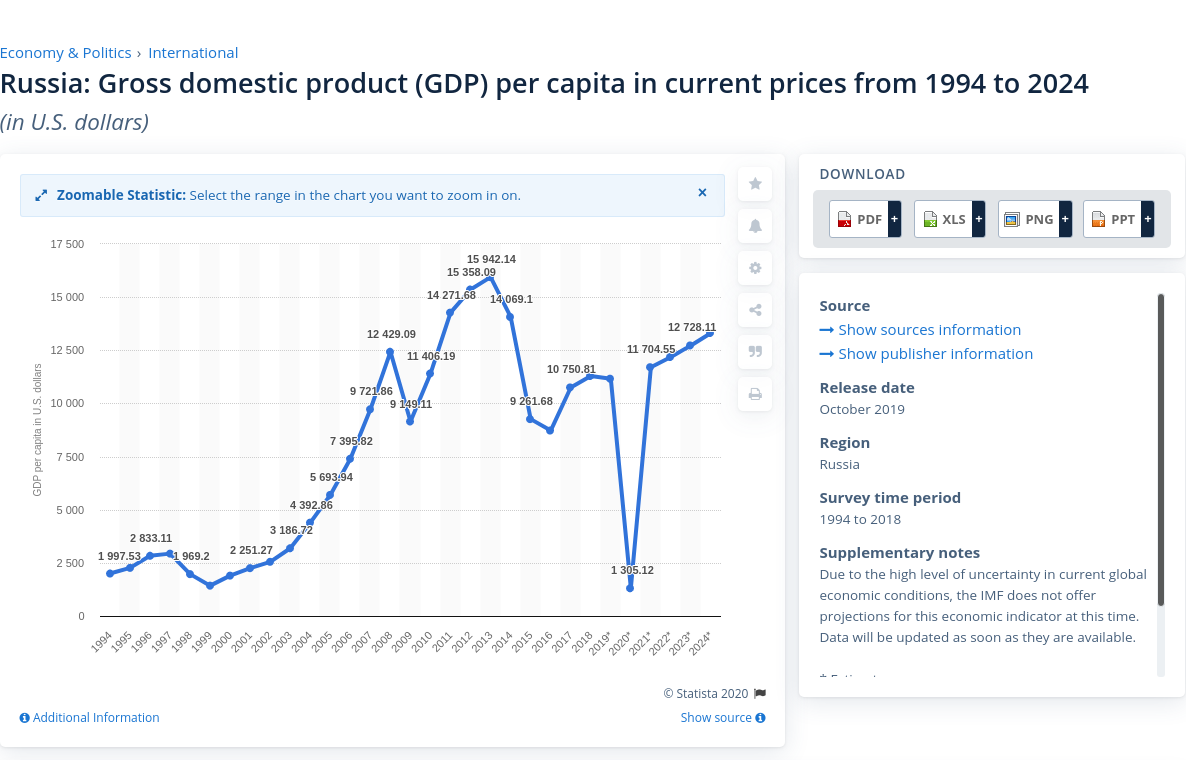 Economy & Politics › International
Russia: Gross domestic product (GDP) per capita in current prices from 1994 to 2024
(in U.S. dollars)
Zoomable Statistic: Select the range in the chart you want to zoom in on.
×
GDP per capita in U.S. dollars
17 500
15 000
12 500
10 000
7 500
5 000
2 500
0
1 997.53
2 833.11
1 969.2
2 251.27
3 186.72
4 392.86
5 693.94
7 395.82
9 721.86
12 429.09
9 149.11
11 406.19
14 271.68
15 358.09
15 942.14
14 069.1
9 261.68
10 750.81
1 305.12
11 704.55
12 728.11
1994
1995
1996
1997
1998
1999
2000
2001
2002
2003
2004
2005
2006
2007
2008
2009
2010
2011
2012
2013
2014
2015
2016
2017
2018
2019*
2020*
2021*
2022*
2023*
2024*
© Statista 2020
Additional Information
Show source
DOWNLOAD
PDF +
XLS +
PNG +
PPT +
Source
Show sources information
Show publisher information
Release date
October 2019
Region
Russia
Survey time period
1994 to 2018
Supplementary notes
Due to the high level of uncertainty in current global
economic conditions, the IMF does not offer
projections for this economic indicator at this time.
Data will be updated as soon as they are available.